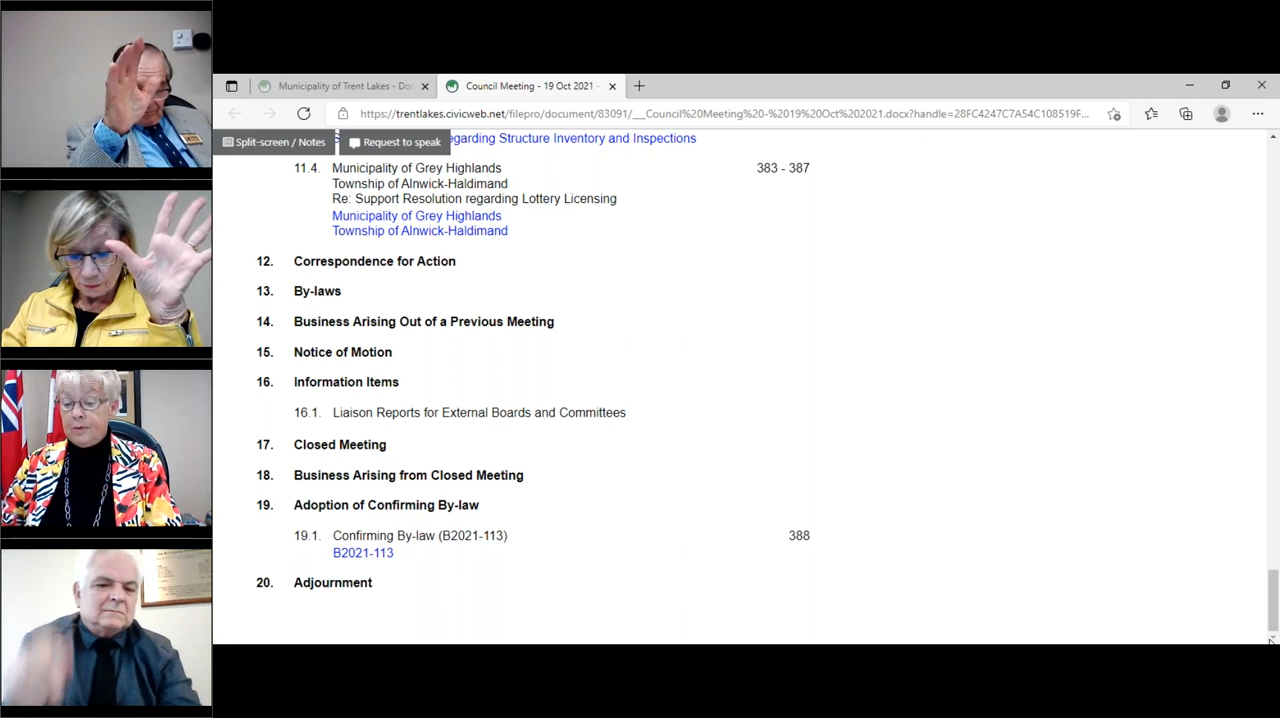 Municipality of Trent Lakes - Doc
Council Meeting - 19 Oct 2021 -
https://trentlakes.civicweb.net/filepro/document/83091/___Council%20Meeting%20-%2019%20Oct%202021.docx?handle=28FC4247C7A54C108519F...
Split-screen / Notes
Request to speak
egarding Structure Inventory and Inspections
11.4. Municipality of Grey Highlands 383 - 387
Township of Alnwick-Haldimand
Re: Support Resolution regarding Lottery Licensing
Municipality of Grey Highlands
Township of Alnwick-Haldimand
12. Correspondence for Action
13. By-laws
14. Business Arising Out of a Previous Meeting
15. Notice of Motion
16. Information Items
16.1. Liaison Reports for External Boards and Committees
17. Closed Meeting
18. Business Arising from Closed Meeting
19. Adoption of Confirming By-law
19.1. Confirming By-law (B2021-113) 388
B2021-113
20. Adjournment